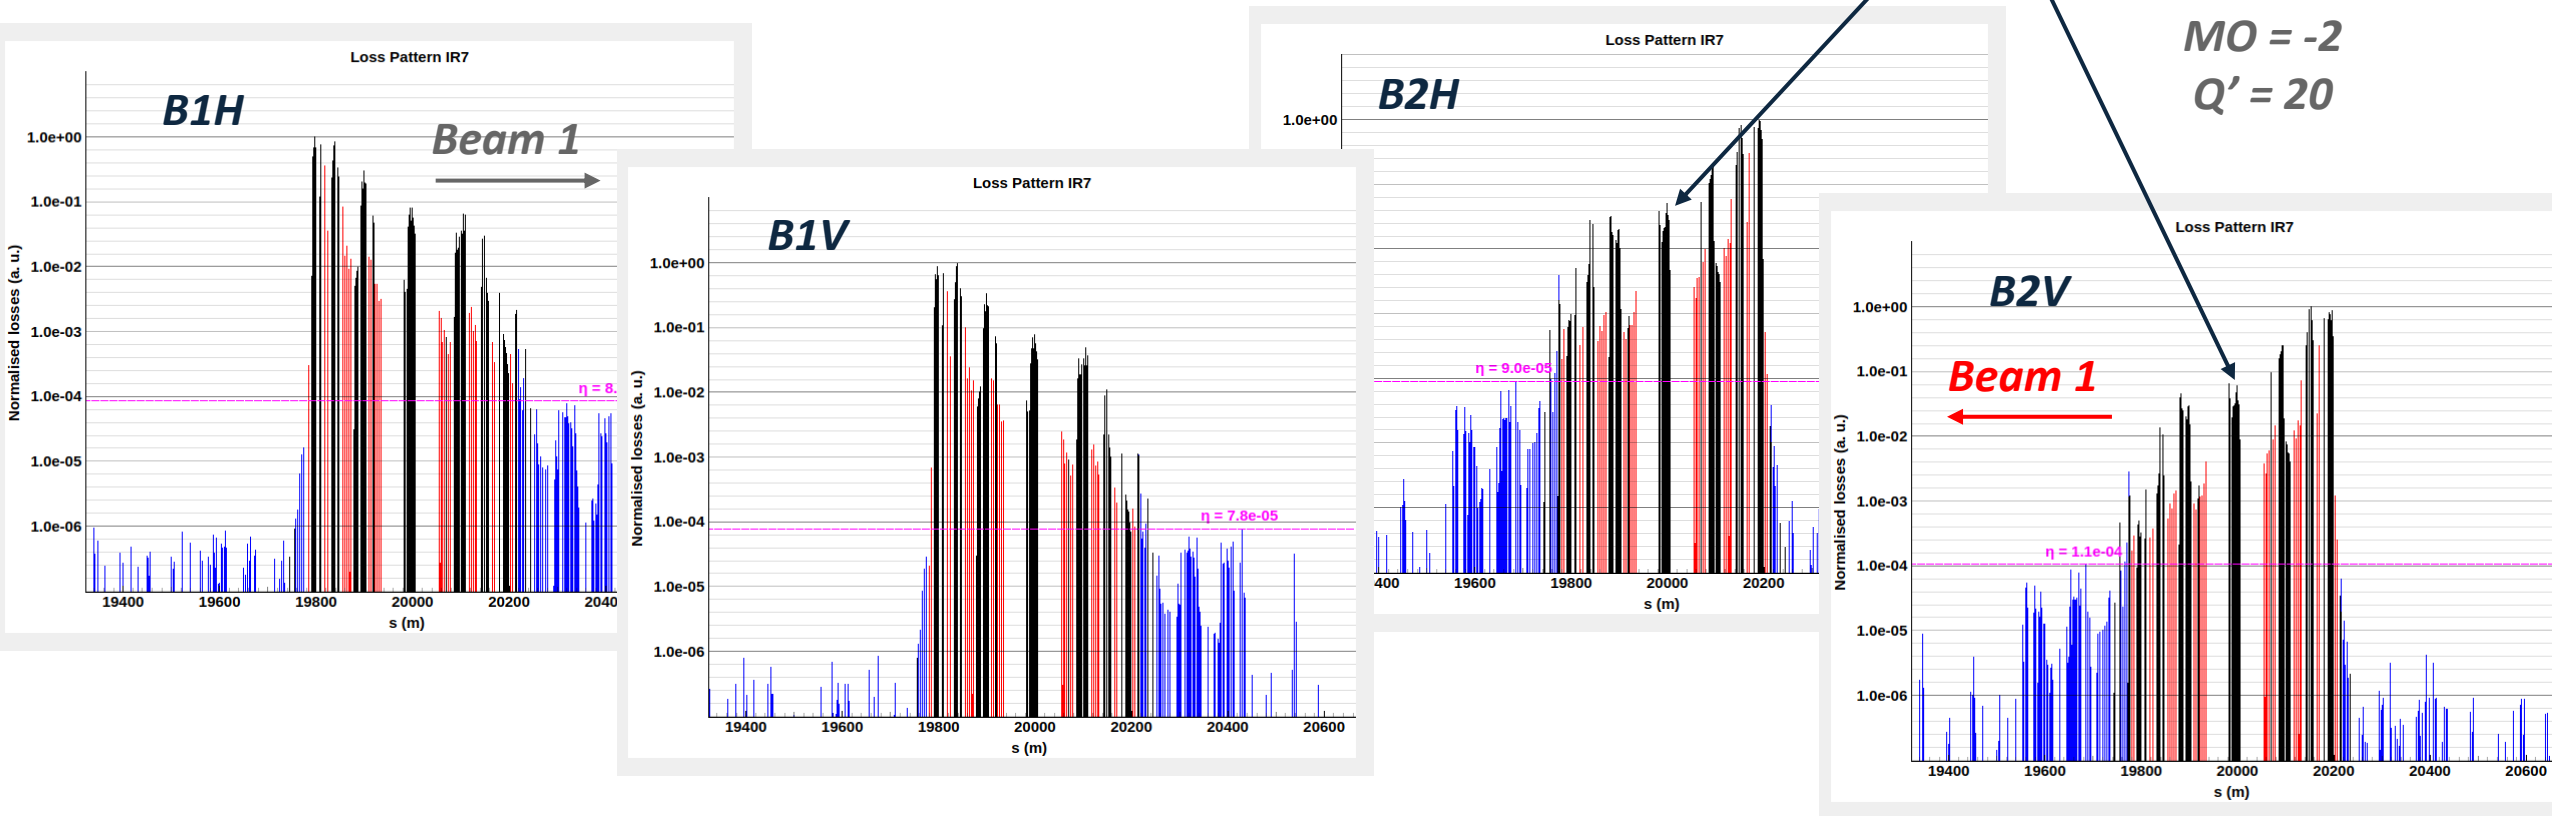 Loss Pattern IR7
B1H
Beam 1
Normalised losses (a. u.)
1.0e+00
1.0e-01
1.0e-02
1.0e-03
1.0e-04
1.0e-05
1.0e-06
η = 8.
19400 19600 19800 20000 20200 2040
s (m)
Loss Pattern IR7
B1V
Normalised losses (a. u.)
1.0e+00
1.0e-01
1.0e-02
1.0e-03
1.0e-04
1.0e-05
1.0e-06
η = 7.8e-05
19400 19600 19800 20000 20200 20400 20600
s (m)
Loss Pattern IR7
B2H
1.0e+00
η = 9.0e-05
400 19600 19800 20000 20200
s (m)
MO = -2
Q’ = 20
Loss Pattern IR7
B2V
Beam 1
Normalised losses (a. u.)
1.0e+00
1.0e-01
1.0e-02
1.0e-03
1.0e-04
1.0e-05
1.0e-06
η = 1.1e-04
19400 19600 19800 20000 20200 20400 20600
s (m)